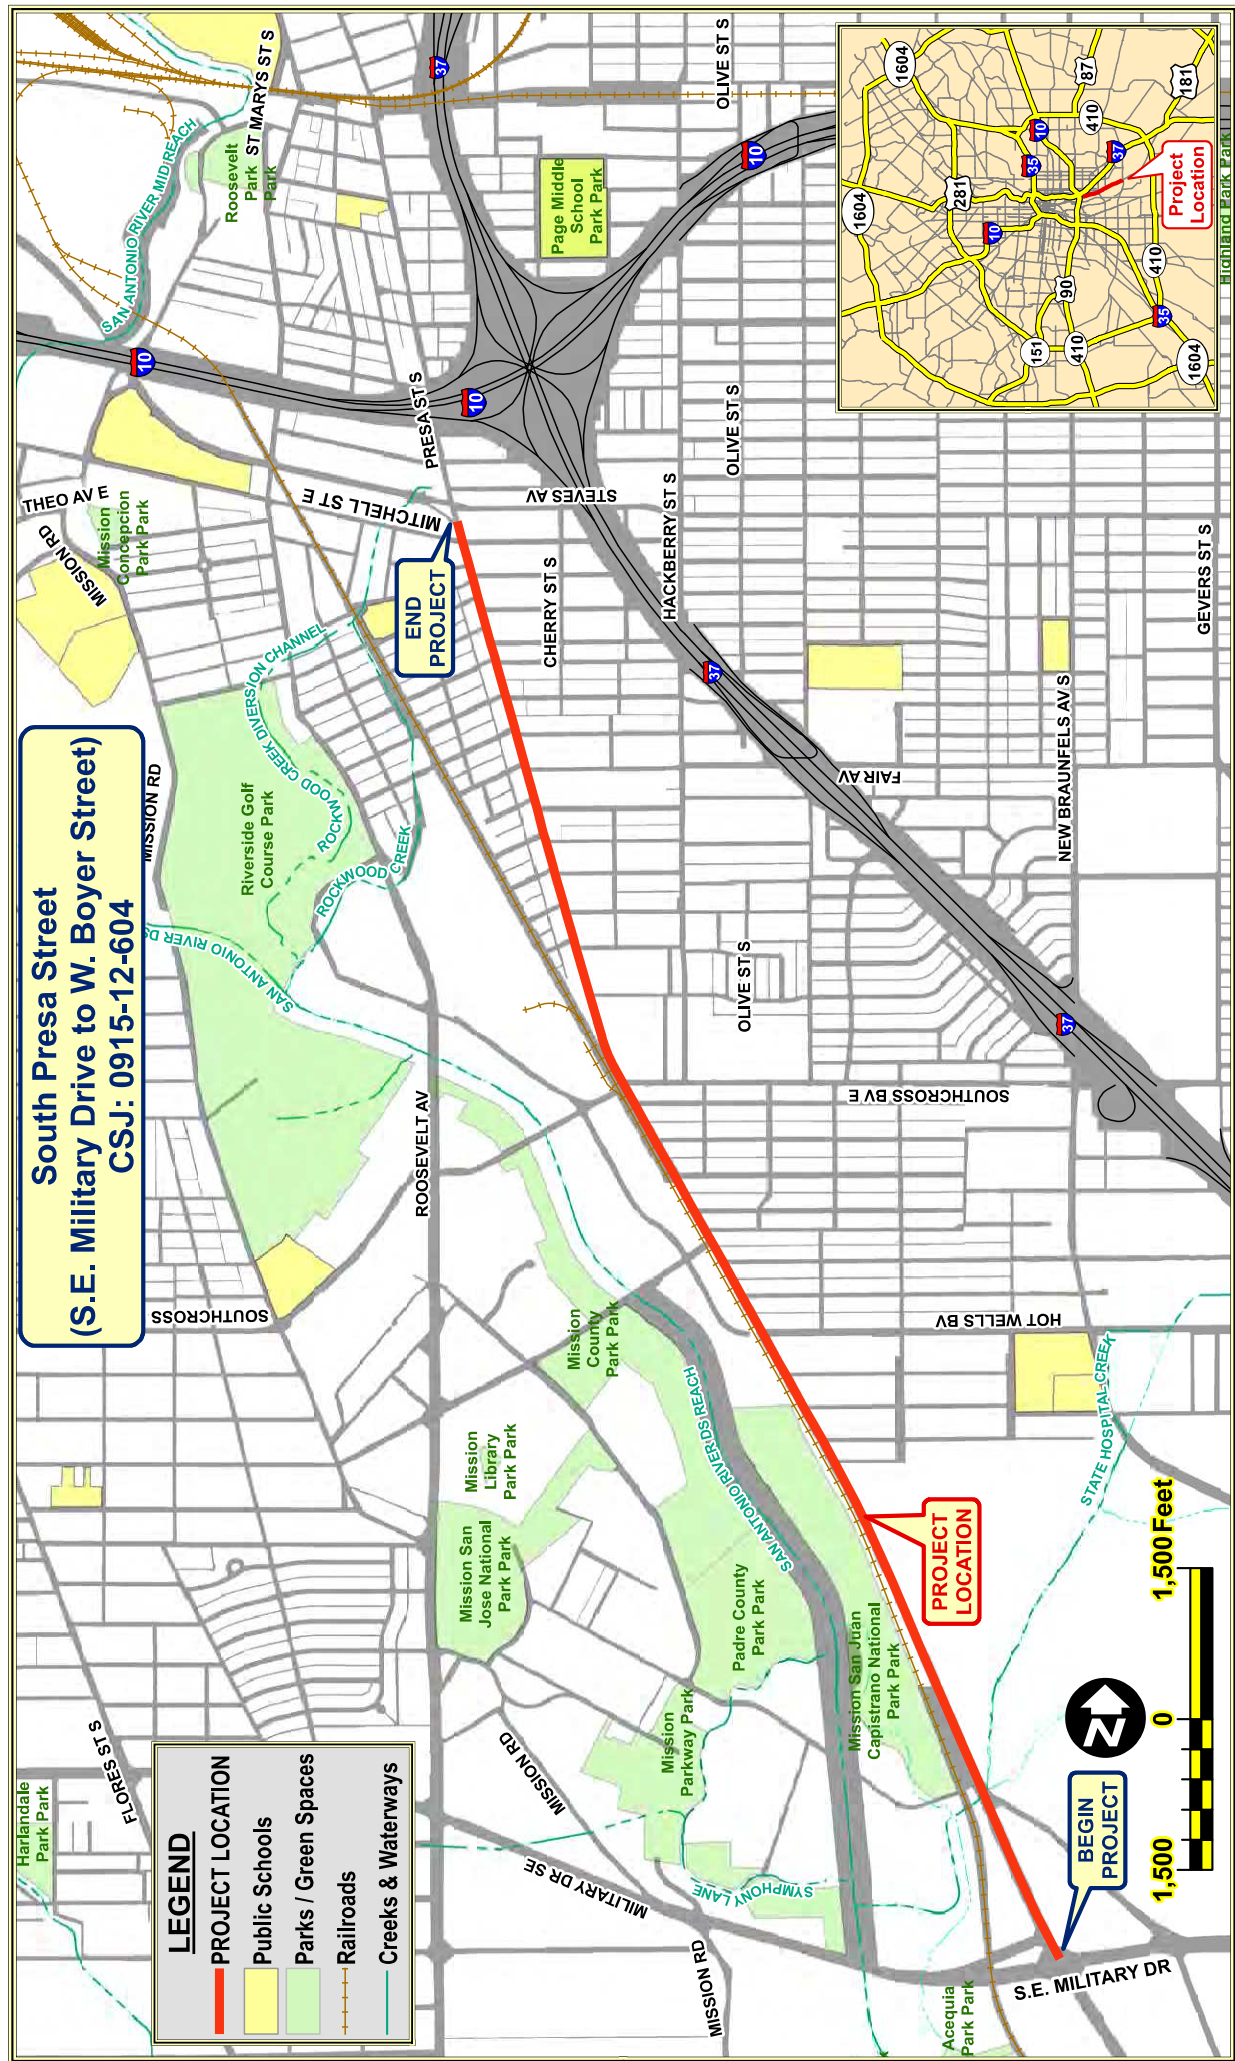 South Presa Street
(S.E. Military Drive to W. Boyer Street)
CSJ: 0915-12-604
LEGEND
PROJECT LOCATION
Public Schools
Parks / Green Spaces
Railroads
Creeks & Waterways
BEGIN
PROJECT
END
PROJECT
PROJECT
LOCATION
N
1,500
0
1,500 Feet
Harlandale
Park Park
FLORES ST S
SOUTHCROSS
MISSION RD
MISSION RD
THEO AV E
Mission
Concepcion
Park Park
SAN ANTONIO RIVER MID REACH
Roosevelt
Park
Park
ST MARYS ST S
10
37
MITCHELL ST E
PRESA ST S
10
10
Page Middle
School
Park Park
OLIVE ST S
STEVES AV
CHERRY ST S
HACKBERRY ST S
OLIVE ST S
37
FAIR AV
NEW BRAUNFELS AV S
GEVERS ST S
OLIVE ST S
37
SOUTHCROSS BV E
HOT WELLS BV
STATE HOSPITAL CREEK
Riverside Golf
Course Park
ROCKWOOD CREEK DIVERSION CHANNEL
ROCKWOOD CREEK
SAN ANTONIO RIVER DS
ROOSEVELT AV
Mission
County
Park Park
Mission
Library
Park Park
Mission San
Jose National
Park Park
SAN ANTONIO RIVER DS REACH
Padre County
Park Park
Mission San Juan
Capistrano National
Park Park
Mission
Parkway Park
MISSION RD
MILITARY DR SE
SYMPHONY LANE
MISSION RD
Acequia
Park Park
S.E. MILITARY DR
Highland Park Park
1604
1604
1604
281
10
35
10
87
410
181
37
90
151
410
410
35
Project
Location